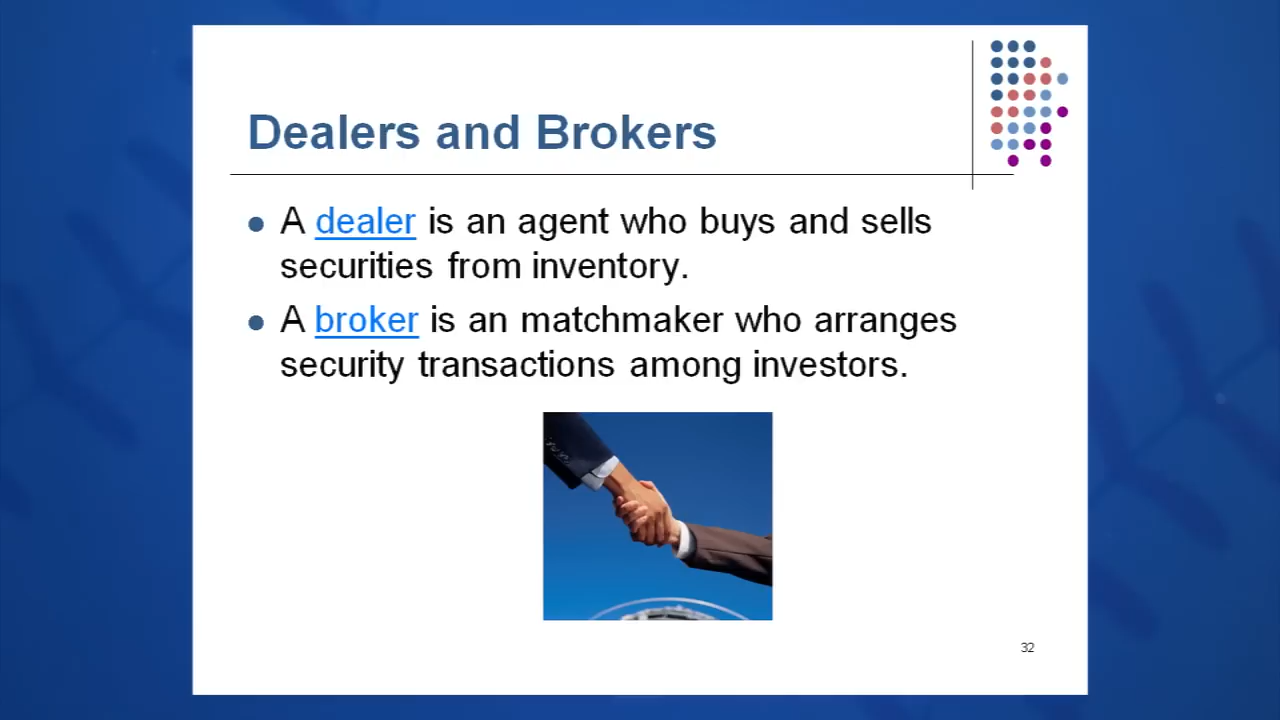 Dealers and Brokers
A dealer is an agent who buys and sells
securities from inventory.
A broker is an matchmaker who arranges
security transactions among investors.
32